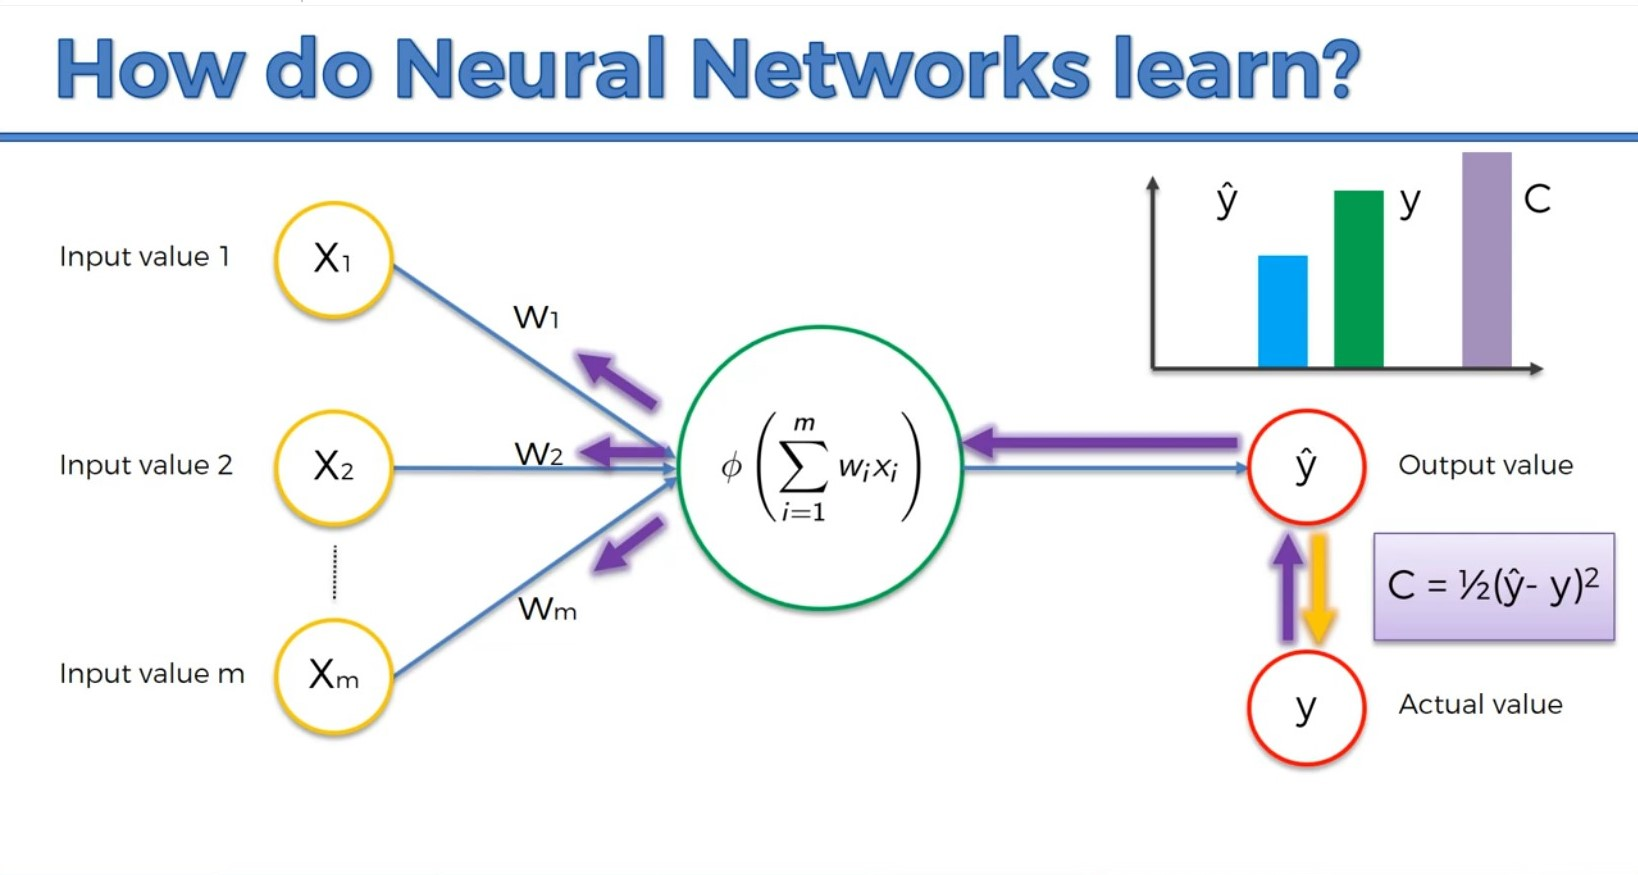 How do Neural Networks learn?
ŷ
y
C
Input value 1
X1
W1
Input value 2
X2
W2
Input value m
Xm
Wm
ϕ(∑ᵢ₌₁ᵐ wᵢxᵢ)
ŷ
Output value
C = ½(ŷ- y)²
y
Actual value